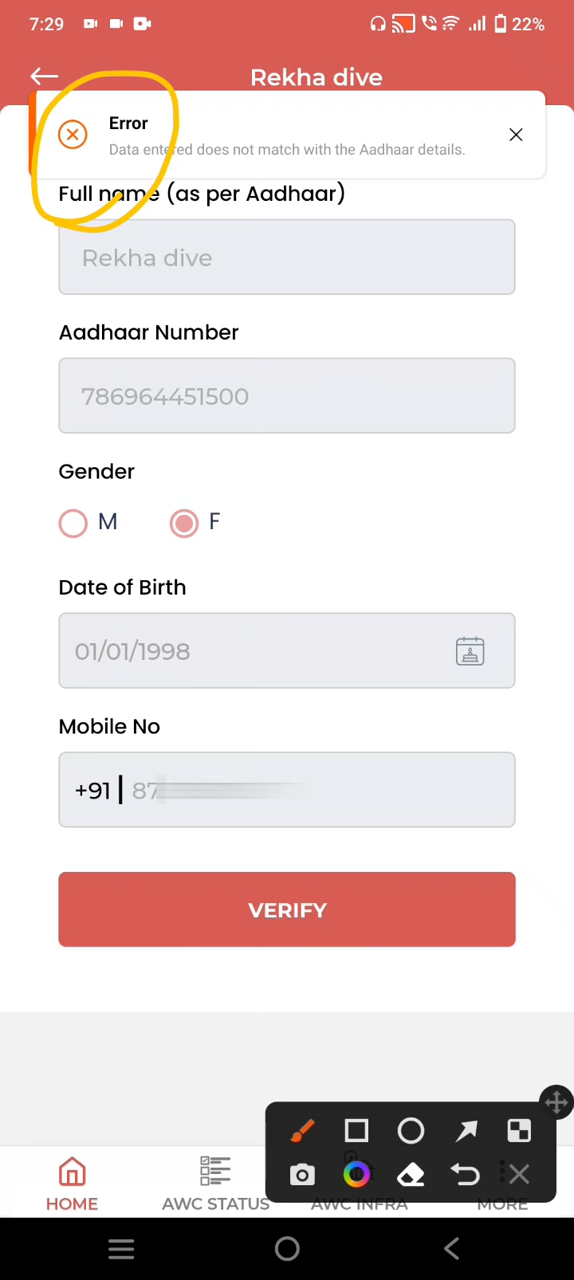 7:29
22%
Rekha dive
Error
Data entered does not match with the Aadhaar details.
Full name (as per Aadhaar)
Rekha dive
Aadhaar Number
786964451500
Gender
M F
Date of Birth
01/01/1998
Mobile No
+91 87
VERIFY
HOME AWC STATUS AWC INFRA MORE